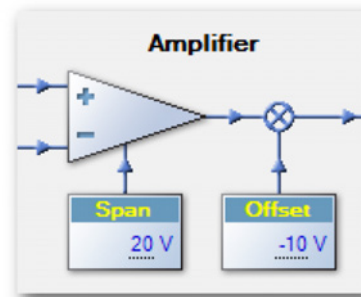 Amplifier
+
−
Span
Offset
20 V
-10 V